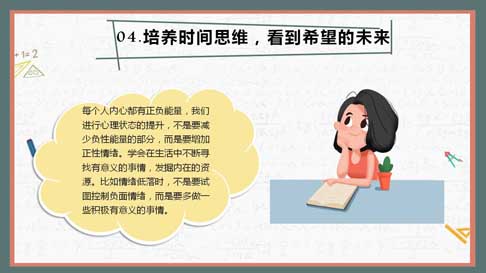 04.培养时间思维，看到希望的未来
+1=2
每个人内心都有正负能量，我们
进行心理状态的提升，不是要减
少负性能量的部分，而是要增加
正性情绪。学会在生活中不断寻
找有意义的事情，发掘内在的资
源。比如情绪低落时，不是要试
图控制负面情绪，而是要多做一
些积极有意义的事情。